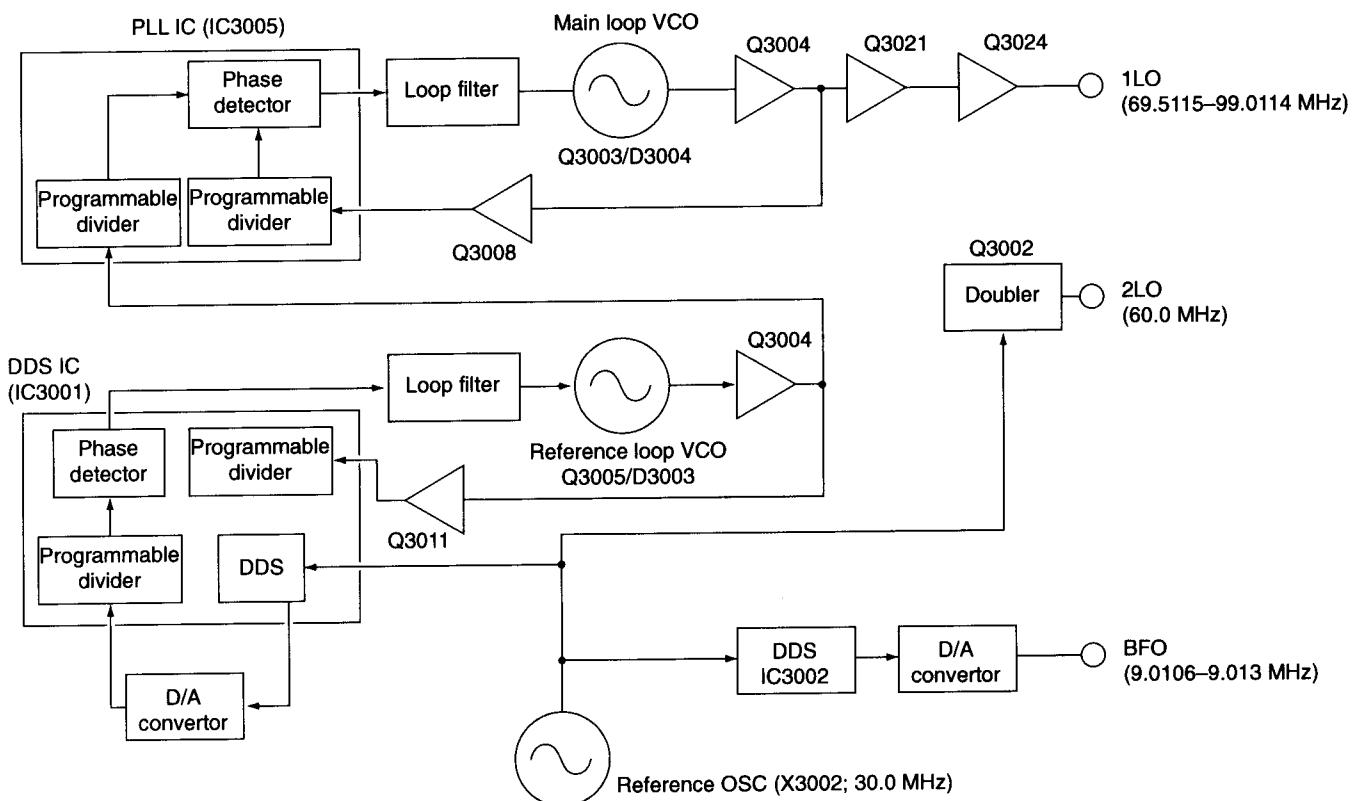 PLL IC (IC3005)
Main loop VCO
Q3004
Q3021
Q3024
Phase
detector
Loop filter
1LO
(69.5115–99.0114 MHz)
Q3003/D3004
Programmable
divider
Programmable
divider
Q3008
Q3002
Doubler
2LO
(60.0 MHz)
DDS IC
(IC3001)
Loop filter
Q3004
Phase
detector
Programmable
divider
Reference loop VCO
Q3005/D3003
Q3011
Programmable
divider
DDS
DDS
IC3002
D/A
convertor
BFO
(9.0106–9.013 MHz)
D/A
convertor
Reference OSC (X3002; 30.0 MHz)